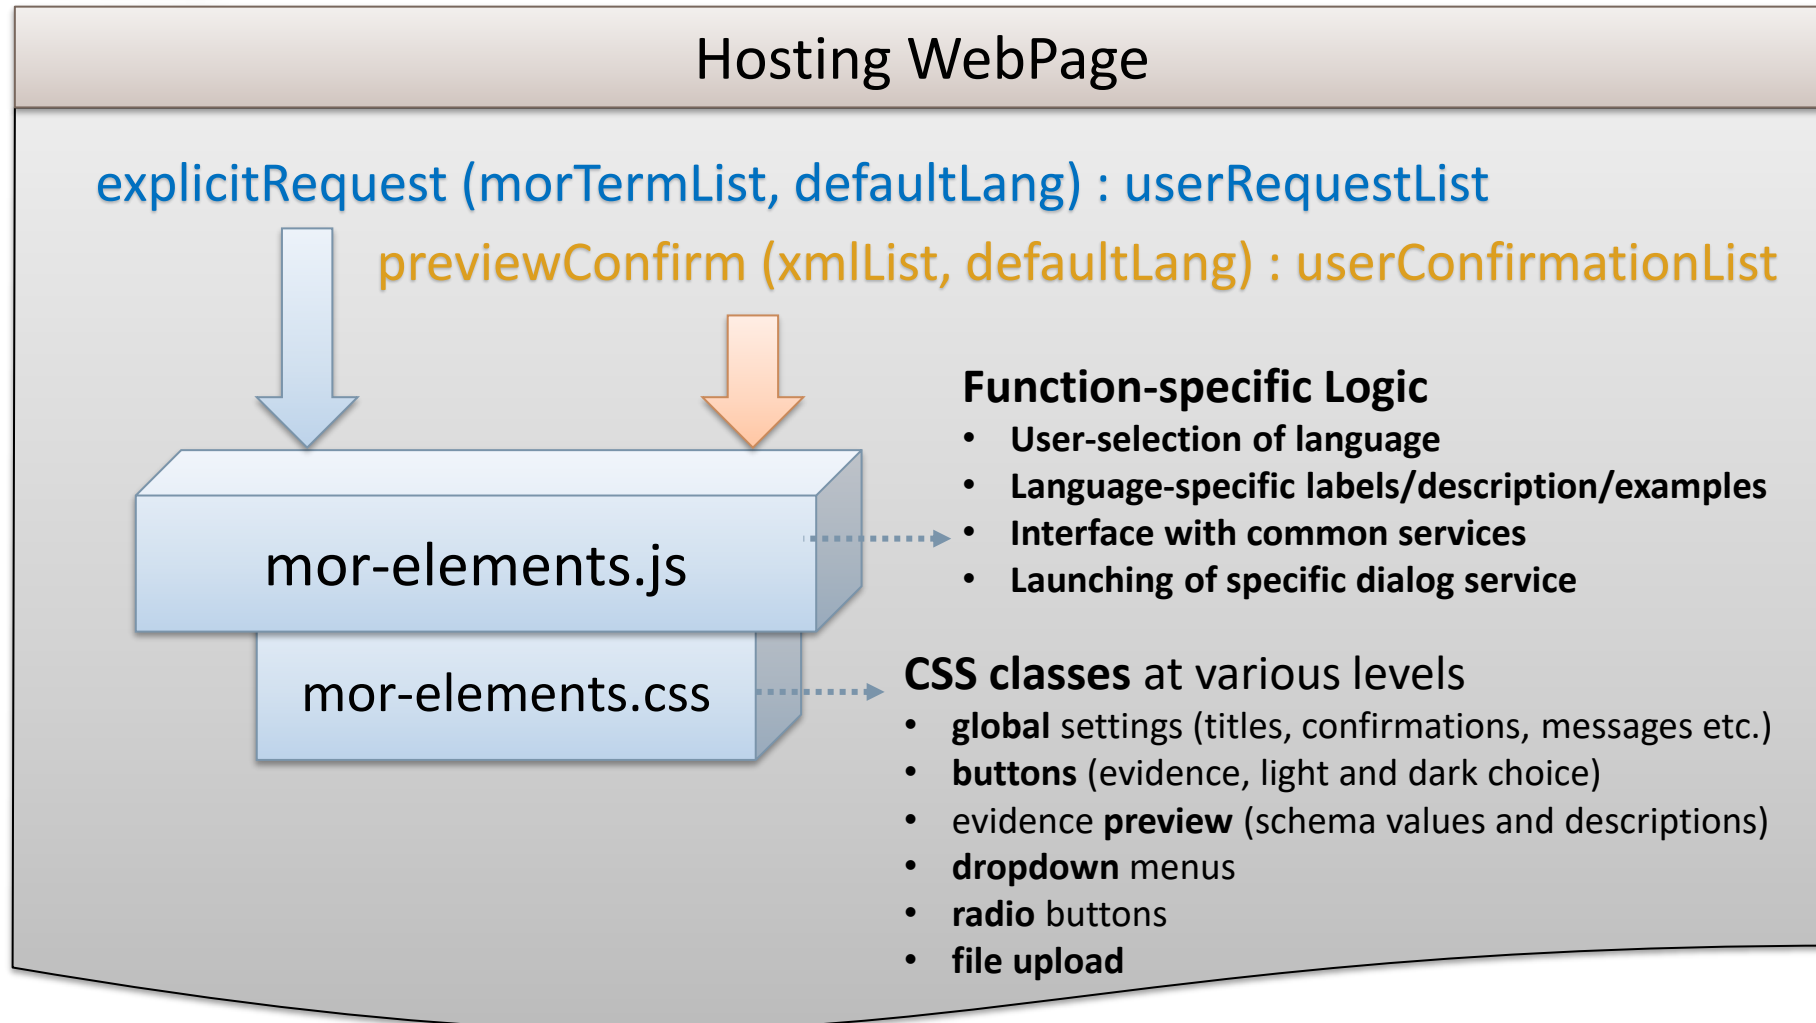 Hosting WebPage
explicitRequest (morTermList, defaultLang) : userRequestList
previewConfirm (xmlList, defaultLang) : userConfirmationList
Function-specific Logic
• User-selection of language
• Language-specific labels/description/examples
• Interface with common services
• Launching of specific dialog service
mor-elements.js
mor-elements.css
CSS classes at various levels
• global settings (titles, confirmations, messages etc.)
• buttons (evidence, light and dark choice)
• evidence preview (schema values and descriptions)
• dropdown menus
• radio buttons
• file upload